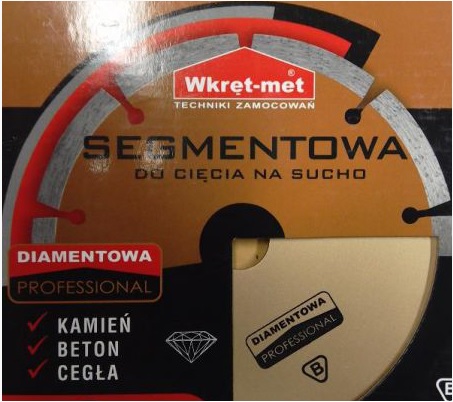 Wkręt-met®
TECHNIKI ZAMOCOWAŃ
SEGMENTOWA
DO CIĘCIA NA SUCHO
DIAMENTOWA
PROFESSIONAL
KAMIEŃ
BETON
CEGŁA
DIAMENTOWA
PROFESSIONAL
B